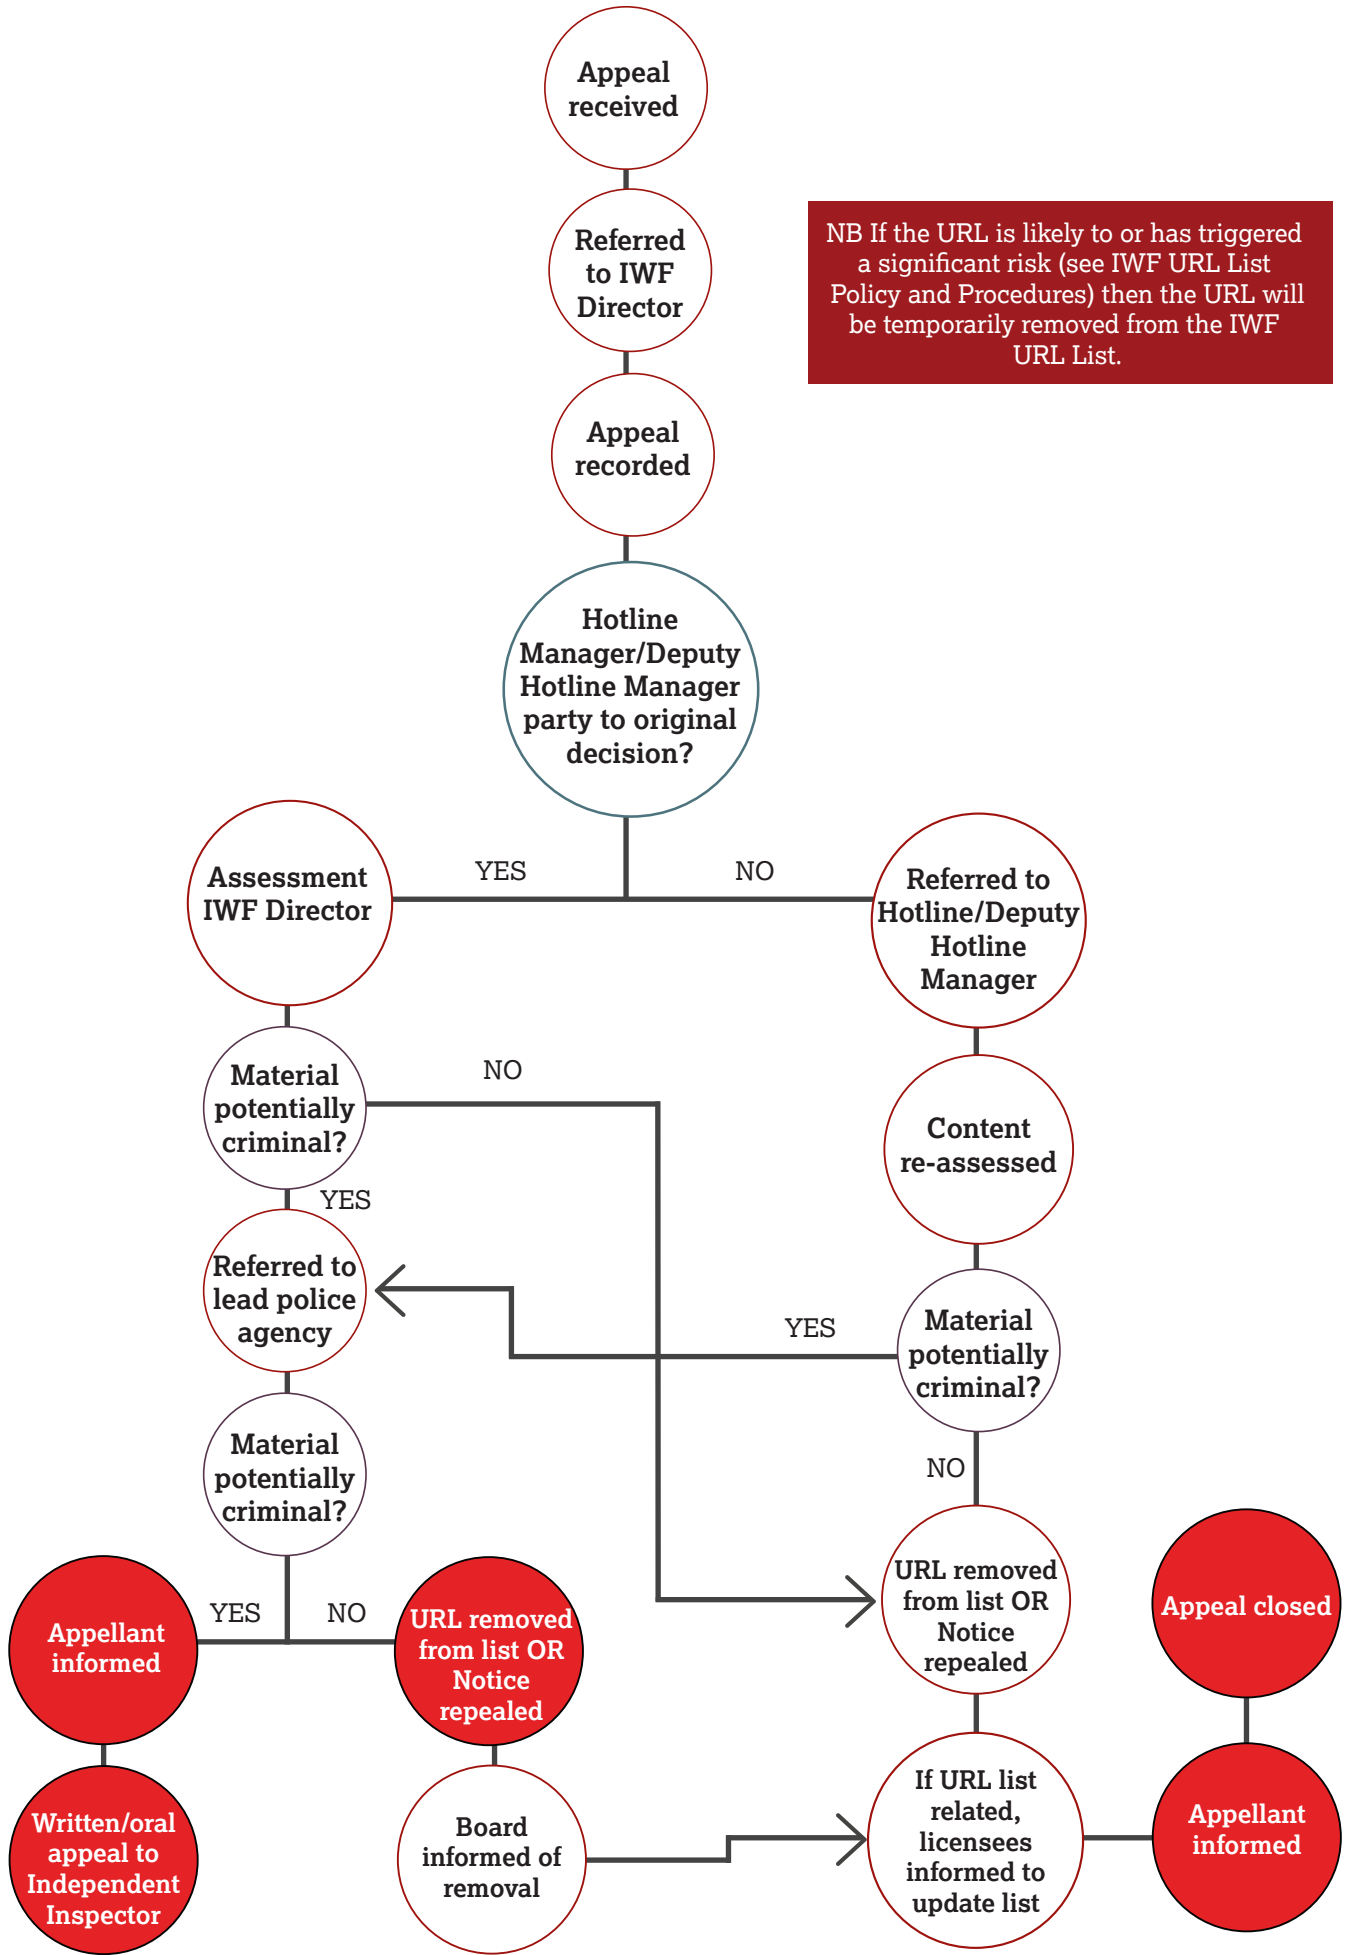 Appeal
received
Referred
to IWF
Director
NB If the URL is likely to or has triggered
a significant risk (see IWF URL List
Policy and Procedures) then the URL will
be temporarily removed from the IWF
URL List.
Appeal
recorded
Hotline
Manager/Deputy
Hotline Manager
party to original
decision?
YES
NO
Assessment
IWF Director
Referred to
Hotline/Deputy
Hotline
Manager
Material
potentially
criminal?
NO
YES
Content
re-assessed
Referred to
lead police
agency
YES
Material
potentially
criminal?
NO
Material
potentially
criminal?
YES
NO
Appellant
informed
URL removed
from list OR
Notice
repealed
URL removed
from list OR
Notice
repealed
Appeal closed
Written/oral
appeal to
Independent
Inspector
Board
informed of
removal
If URL list
related,
licensees
informed to
update list
Appellant
informed